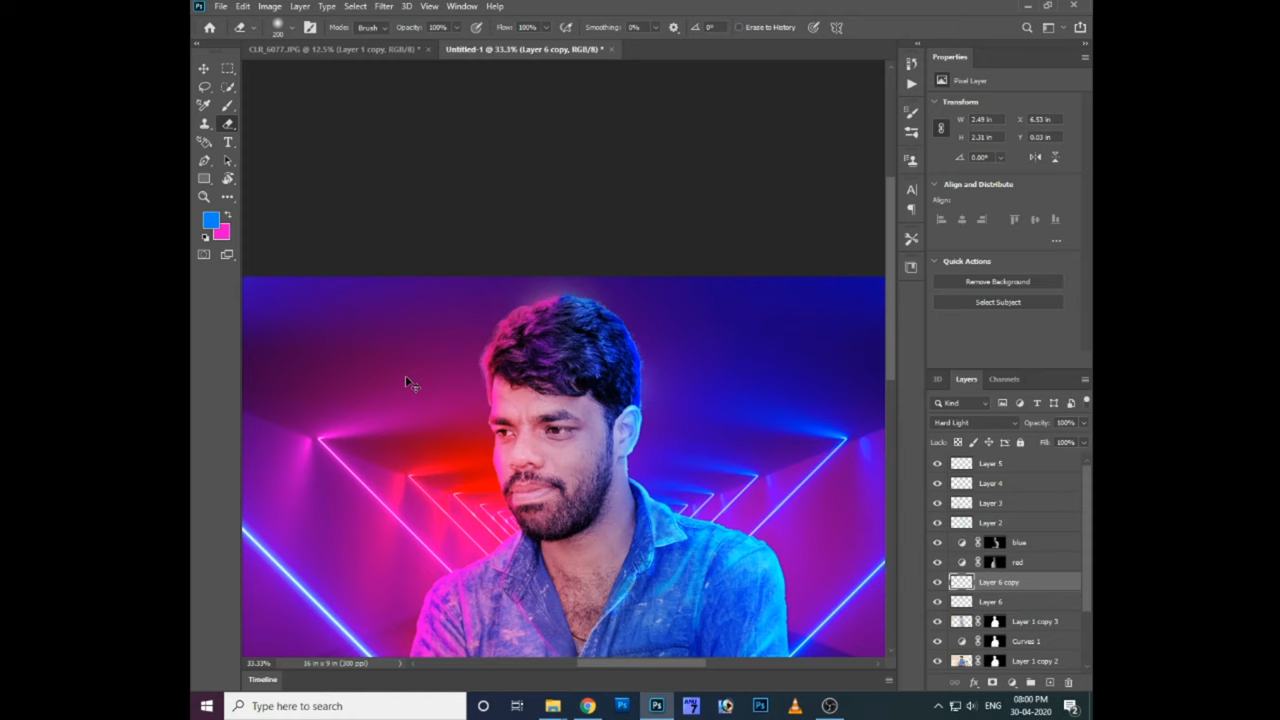 File Edit Image Layer Type Select Filter 3D View Window Help
200 Mode: Brush Opacity: 100% Flow: 100% Smoothing: 0% 0° Erase to History
CLR_6077.JPG @ 12.5% (Layer 1 copy, RGB/8) * × Untitled-1 @ 33.3% (Layer 6 copy, RGB/8) * ×
Properties
Pixel Layer
Transform
W 2.49 in X 6.53 in
H 2.31 in Y 0.03 in
0.00°
Align and Distribute
Align:
Quick Actions
Remove Background
Select Subject
3D Layers Channels
Kind
Hard Light Opacity: 100%
Lock: Fill: 100%
Layer 5
Layer 4
Layer 3
Layer 2
blue
red
Layer 6 copy
Layer 6
Layer 1 copy 3
Curves 1
Layer 1 copy 2
33.33% 16 in x 9 in (300 ppi)
Timeline
Type here to search
ENG
08:00 PM
30-04-2020
2